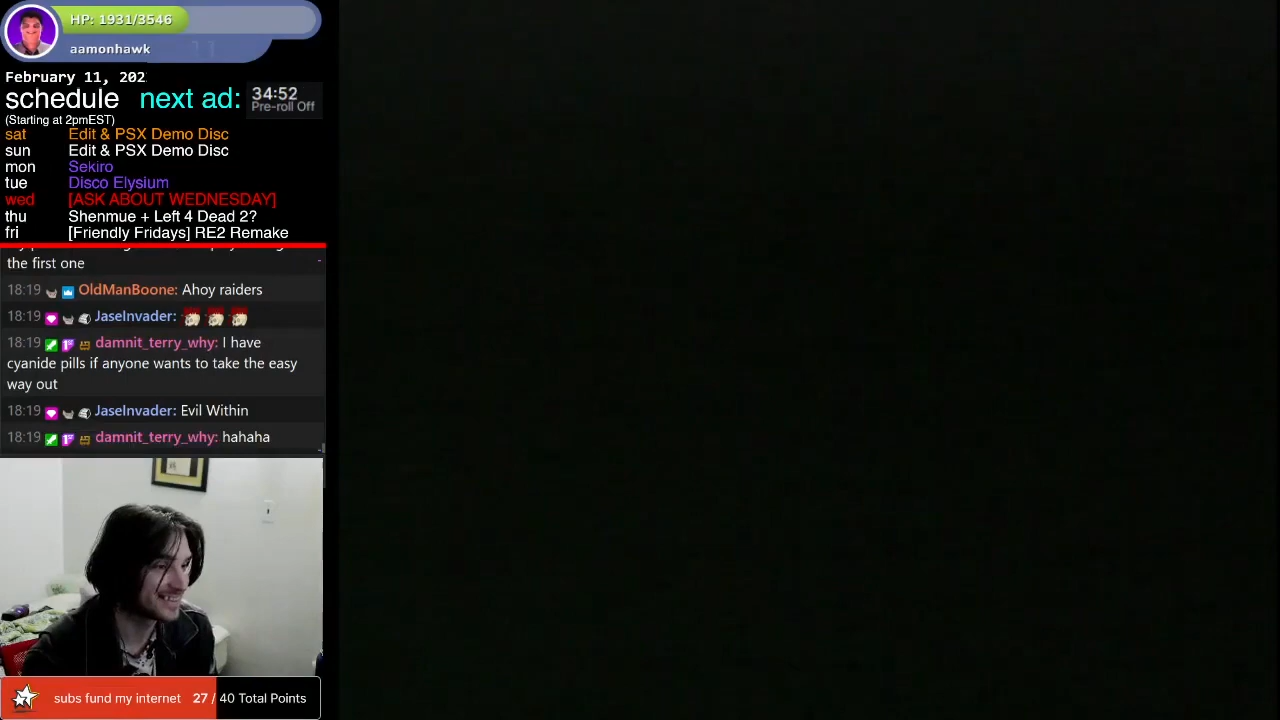 HP: 1931/3546
aamonhawk
February 11, 202
schedule next ad: 34:52
Pre-roll Off
(Starting at 2pmEST)
sat Edit & PSX Demo Disc
sun Edit & PSX Demo Disc
mon Sekiro
tue Disco Elysium
wed [ASK ABOUT WEDNESDAY]
thu Shenmue + Left 4 Dead 2?
fri [Friendly Fridays] RE2 Remake
the first one
18:19 OldManBoone: Ahoy raiders
18:19 JaseInvader:
18:19 damnit_terry_why: I have
cyanide pills if anyone wants to take the easy
way out
18:19 JaseInvader: Evil Within
18:19 damnit_terry_why: hahaha
subs fund my internet 27 / 40 Total Points